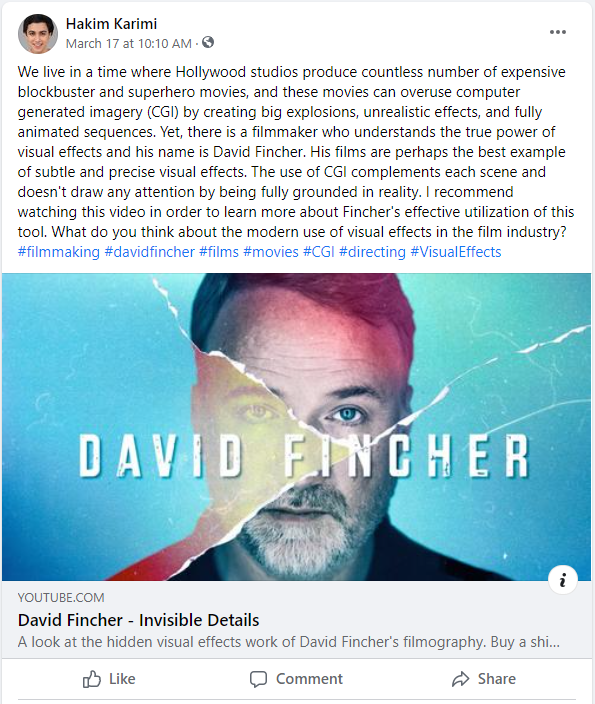 Hakim Karimi
March 17 at 10:10 AM ·
We live in a time where Hollywood studios produce countless number of expensive
blockbuster and superhero movies, and these movies can overuse computer
generated imagery (CGI) by creating big explosions, unrealistic effects, and fully
animated sequences. Yet, there is a filmmaker who understands the true power of
visual effects and his name is David Fincher. His films are perhaps the best example
of subtle and precise visual effects. The use of CGI complements each scene and
doesn't draw any attention by being fully grounded in reality. I recommend
watching this video in order to learn more about Fincher's effective utilization of this
tool. What do you think about the modern use of visual effects in the film industry?
#filmmaking #davidfincher #films #movies #CGI #directing #VisualEffects
DAVID FINCHER
i
YOUTUBE.COM
David Fincher - Invisible Details
A look at the hidden visual effects work of David Fincher's filmography. Buy a shi...
Like Comment Share